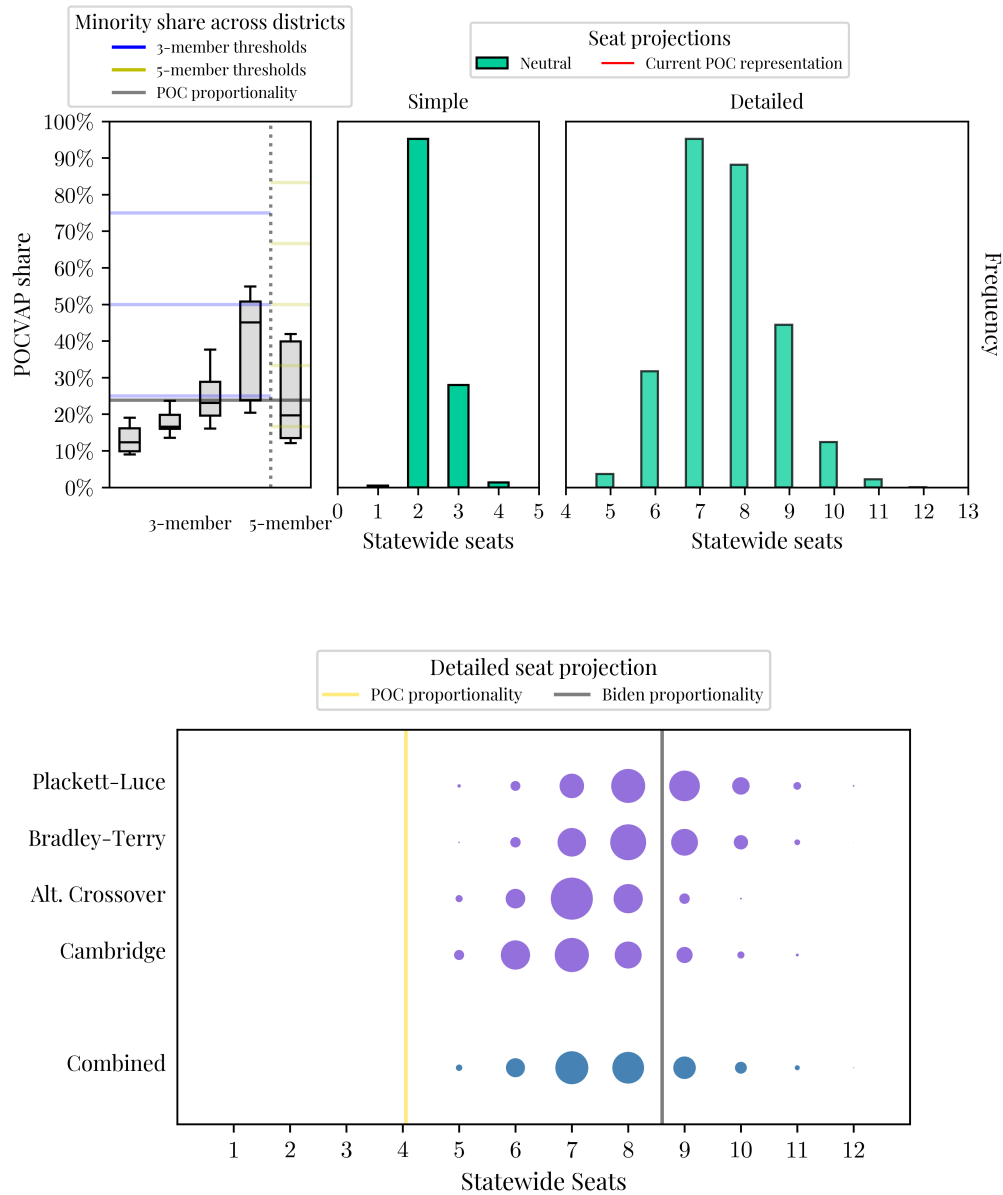 Minority share across districts
3-member thresholds
5-member thresholds
POC proportionality
Seat projections
Neutral
Current POC representation
Simple
Detailed
100%
90%
80%
70%
60%
50%
40%
30%
20%
10%
0%
POCVAP share
3-member
5-member
0 1 2 3 4 5
Statewide seats
4 5 6 7 8 9 10 11 12 13
Statewide seats
Frequency
Detailed seat projection
POC proportionality
Biden proportionality
Plackett-Luce
Bradley-Terry
Alt. Crossover
Cambridge
Combined
1 2 3 4 5 6 7 8 9 10 11 12
Statewide Seats